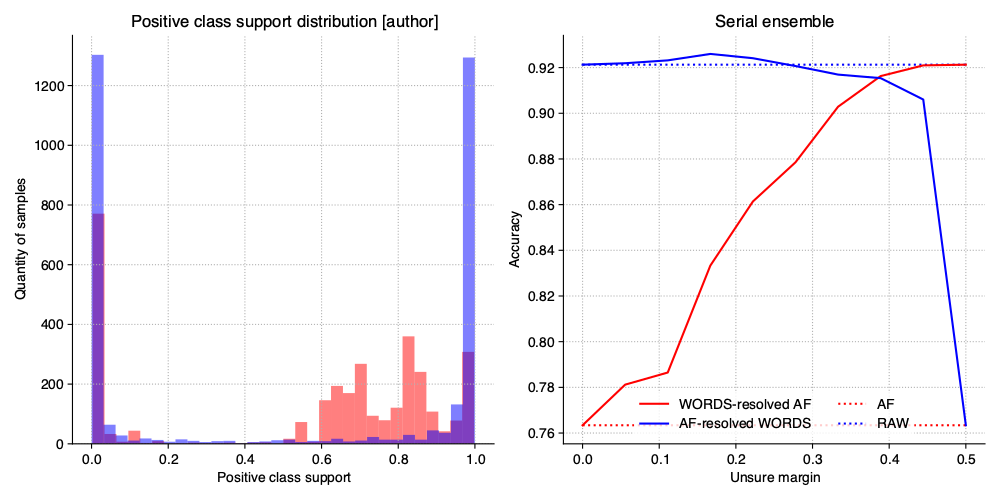 Positive class support distribution [author]
Quantity of samples
1200
1000
800
600
400
200
0
0.0 0.2 0.4 0.6 0.8 1.0
Positive class support
Serial ensemble
Accuracy
0.92
0.90
0.88
0.86
0.84
0.82
0.80
0.78
0.76
WORDS-resolved AF AF
AF-resolved WORDS RAW
0.0 0.1 0.2 0.3 0.4 0.5
Unsure margin